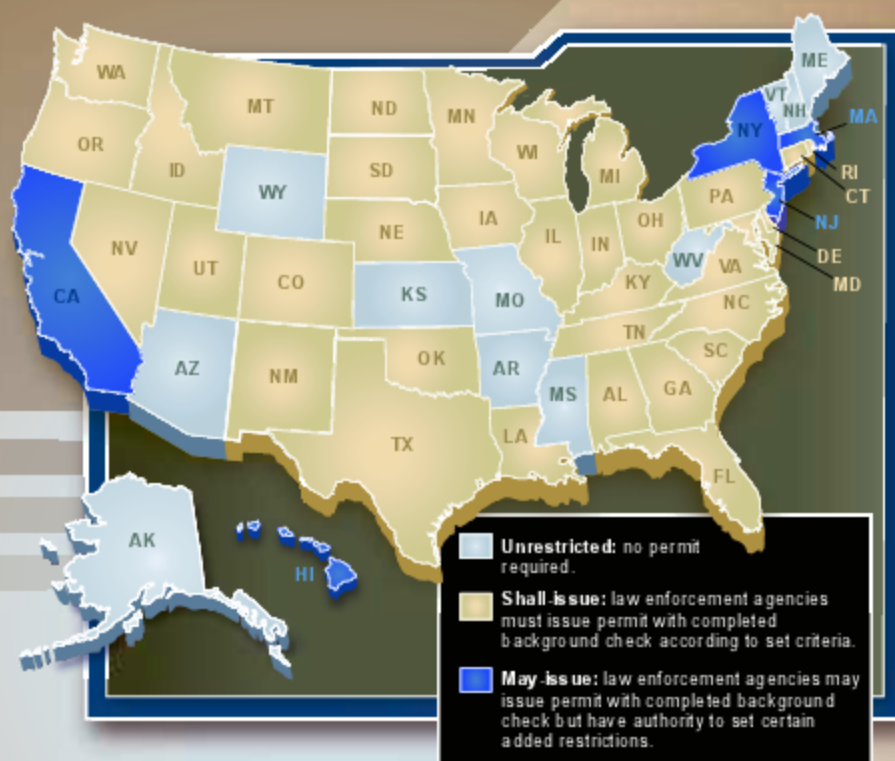 WA
ME
MT
ND
MN
VT
NH
MA
NY
OR
ID
SD
WI
MI
RI
WY
PA
CT
NV
NE
IA
IL
IN
OH
NJ
UT
CO
KS
MO
KY
WV
VA
DE
CA
MD
NC
TN
AZ
NM
OK
AR
SC
MS
AL
GA
TX
LA
FL
AK
HI
Unrestricted: no permit
required.
Shall-issue: law enforcement agencies
must issue permit with completed
background check according to set criteria.
May-issue: law enforcement agencies may
issue permit with completed background
check but have authority to set certain
added restrictions.